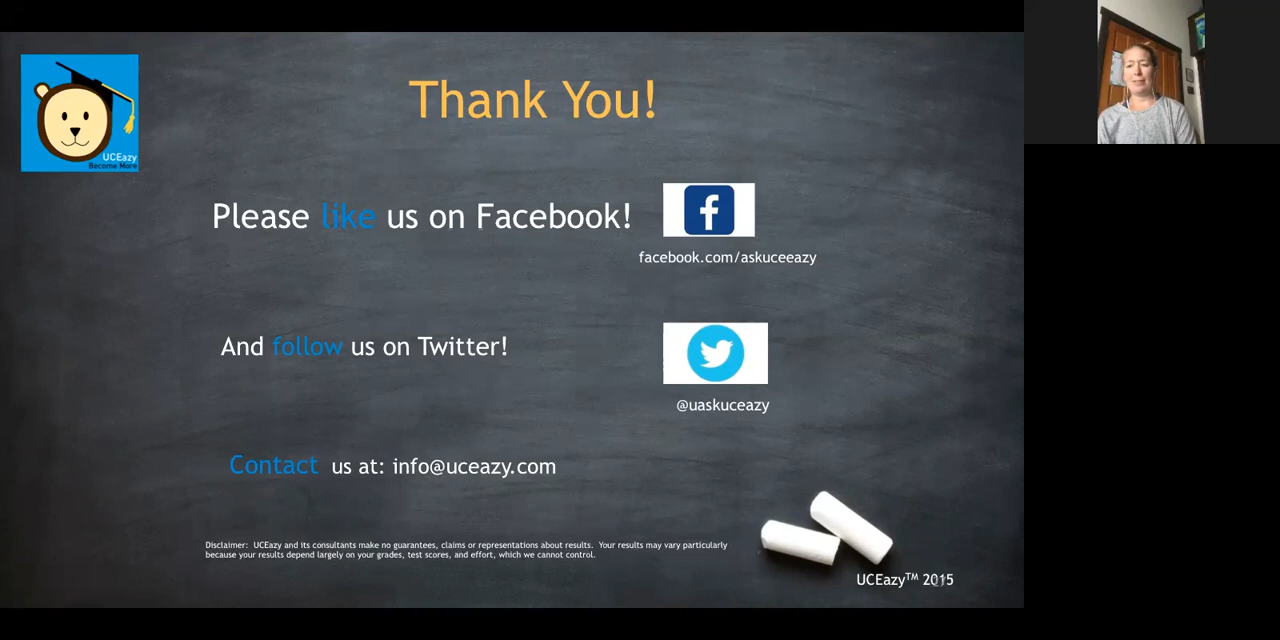 UCEazy
Become More
Thank You!
Please like us on Facebook!
facebook.com/askuceeazy
And follow us on Twitter!
@uaskuceazy
Contact us at: info@uceazy.com
Disclaimer: UCEazy and its consultants make no guarantees, claims or representations about results. Your results may vary particularly
because your results depend largely on your grades, test scores, and effort, which we cannot control.
UCEazy™ 2015